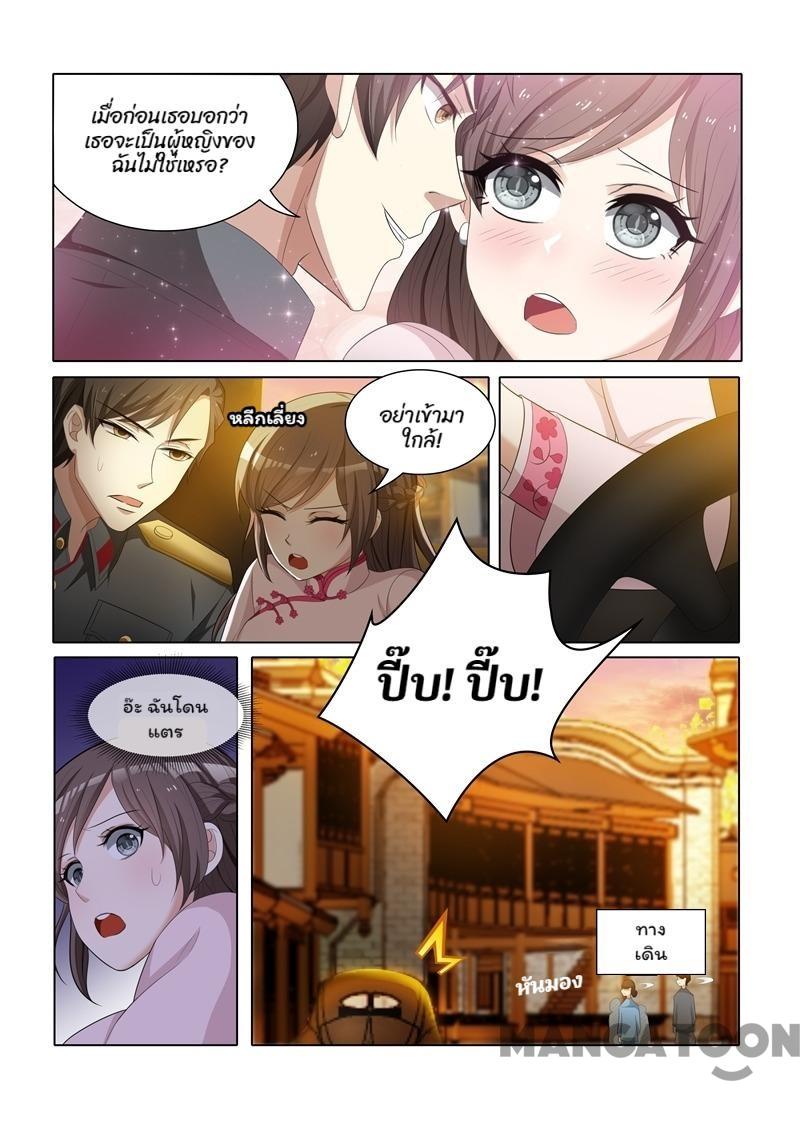 เมื่อก่อนเธอบอกว่า
เธอจะเป็นผู้หญิงของ
ฉันไม่ใช่เหรอ?
หลีกเลี่ยง
อย่าเข้ามา
ใกล้!
ปี๊บ! ปี๊บ!
อ๊ะ ฉันโดน
แตร
ทาง
เดิน
หันมอง
MANGATOON